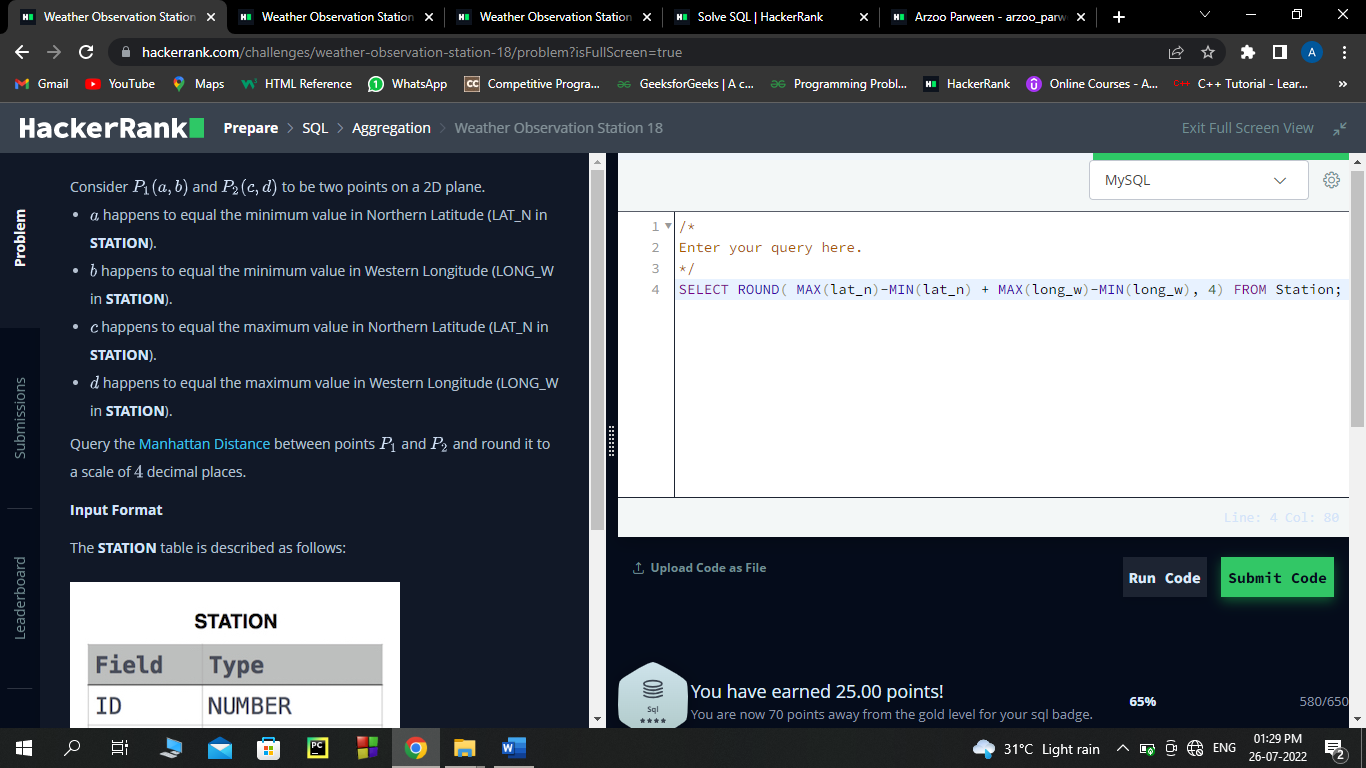 Weather Observation Station
Weather Observation Station
Weather Observation Station
Solve SQL | HackerRank
Arzoo Parween - arzoo_parw
hackerrank.com/challenges/weather-observation-station-18/problem?isFullScreen=true
A
Gmail
YouTube
Maps
HTML Reference
WhatsApp
CC Competitive Progra...
GeeksforGeeks | A c...
Programming Probl...
HackerRank
Online Courses - A...
C++ Tutorial - Lear...
»
HackerRank
Prepare > SQL > Aggregation > Weather Observation Station 18
Exit Full Screen View
Problem
Submissions
Leaderboard
Consider P₁(a, b) and P₂(c, d) to be two points on a 2D plane.
• a happens to equal the minimum value in Northern Latitude (LAT_N in
STATION).
• b happens to equal the minimum value in Western Longitude (LONG_W
in STATION).
• c happens to equal the maximum value in Northern Latitude (LAT_N in
STATION).
• d happens to equal the maximum value in Western Longitude (LONG_W
in STATION).
Query the Manhattan Distance between points P₁ and P₂ and round it to
a scale of 4 decimal places.
Input Format
The STATION table is described as follows:
STATION
Field Type
ID NUMBER
MySQL
1 /*
2 Enter your query here.
3 */
4 SELECT ROUND( MAX(lat_n)-MIN(lat_n) + MAX(long_w)-MIN(long_w), 4) FROM Station;
Line: 4 Col: 80
Upload Code as File
Run Code
Submit Code
Sql
You have earned 25.00 points!
You are now 70 points away from the gold level for your sql badge.
65%
580/650
PC
W
31°C Light rain
ENG
01:29 PM
26-07-2022
2